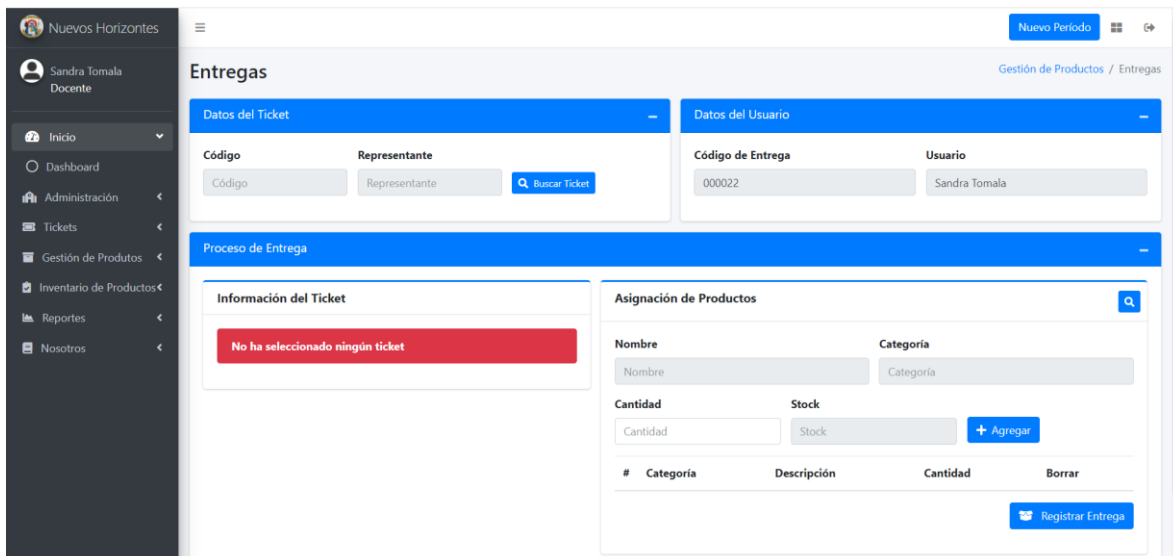 Nuevos Horizontes
Nuevo Período
Sandra Tomala
Docente
Inicio
Dashboard
Administración
Tickets
Gestión de Produtos
Inventario de Productos
Reportes
Nosotros
Entregas
Gestión de Productos / Entregas
Datos del Ticket
Código
Representante
Código
Representante
Buscar Ticket
Datos del Usuario
Código de Entrega
Usuario
000022
Sandra Tomala
Proceso de Entrega
Información del Ticket
No ha seleccionado ningún ticket
Asignación de Productos
Nombre
Categoría
Nombre
Categoría
Cantidad
Stock
Cantidad
Stock
+ Agregar
# Categoría Descripción Cantidad Borrar
Registrar Entrega